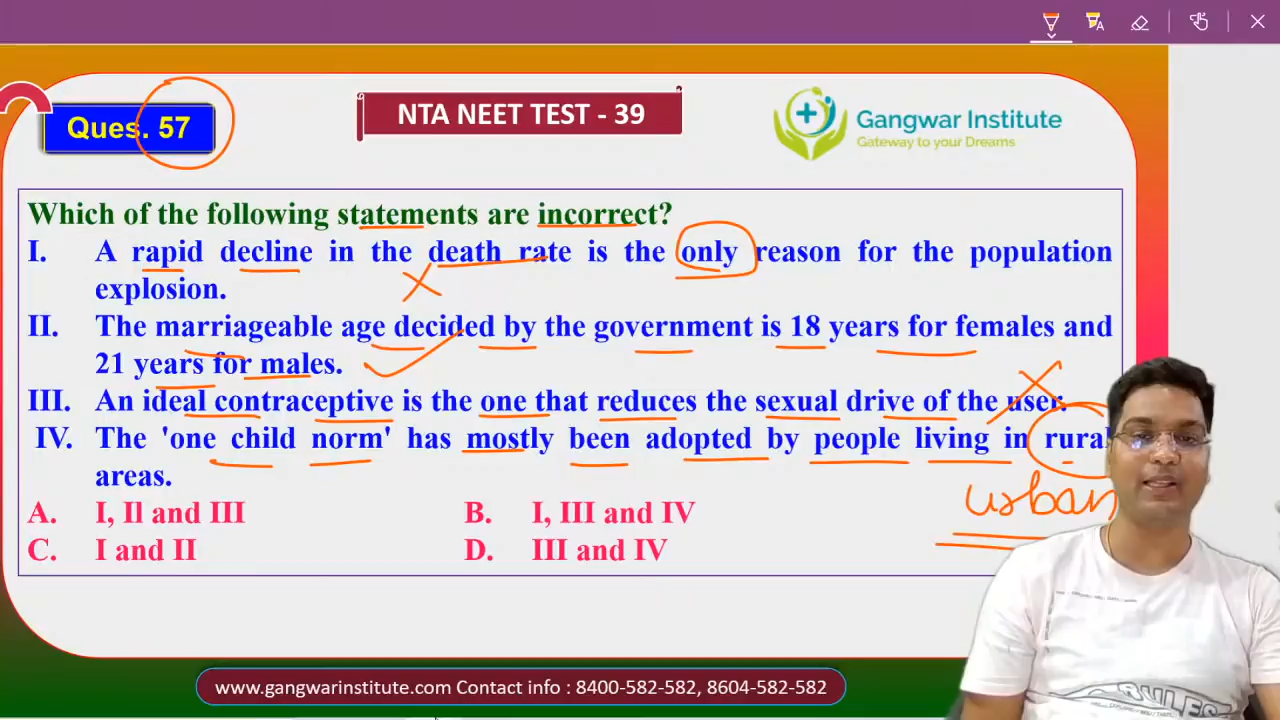 Ques. 57
NTA NEET TEST - 39
Gangwar Institute
Gateway to your Dreams
Which of the following statements are incorrect?
I. A rapid decline in the death rate is the only reason for the population
explosion.
II. The marriageable age decided by the government is 18 years for females and
21 years for males.
III. An ideal contraceptive is the one that reduces the sexual drive of the user.
IV. The 'one child norm' has mostly been adopted by people living in rural
areas.
urban
A. I, Il and III B. I, III and IV
C. I and II D. III and IV
www.gangwarinstitute.com Contact info : 8400-582-582, 8604-582-582
RULES